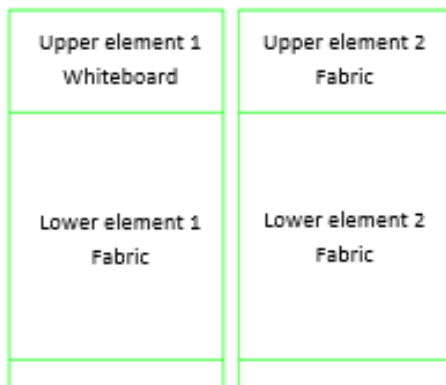 Upper element 1
Whiteboard
Upper element 2
Fabric
Lower element 1
Fabric
Lower element 2
Fabric